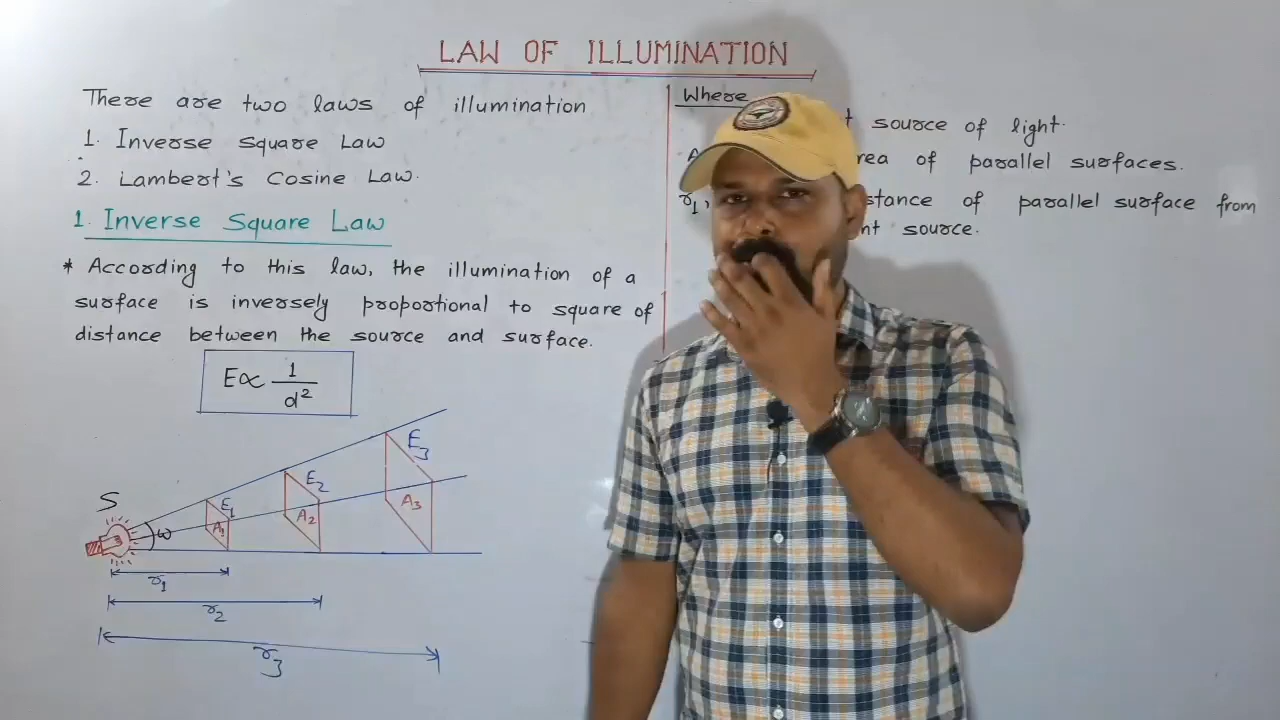 LAW OF ILLUMINATION
There are two laws of illumination
1. Inverse Square Law
2. Lambert's Cosine Law.
1. Inverse Square Law
* According to this law, the illumination of a
surface is inversely proportional to square of
distance between the source and surface.
E∝ 1/d²
S
ω
E1
A1
E2
A2
E3
A3
r1
r2
r3
Where
source of light.
of parallel surfaces.
r1,
of parallel surface from
source.